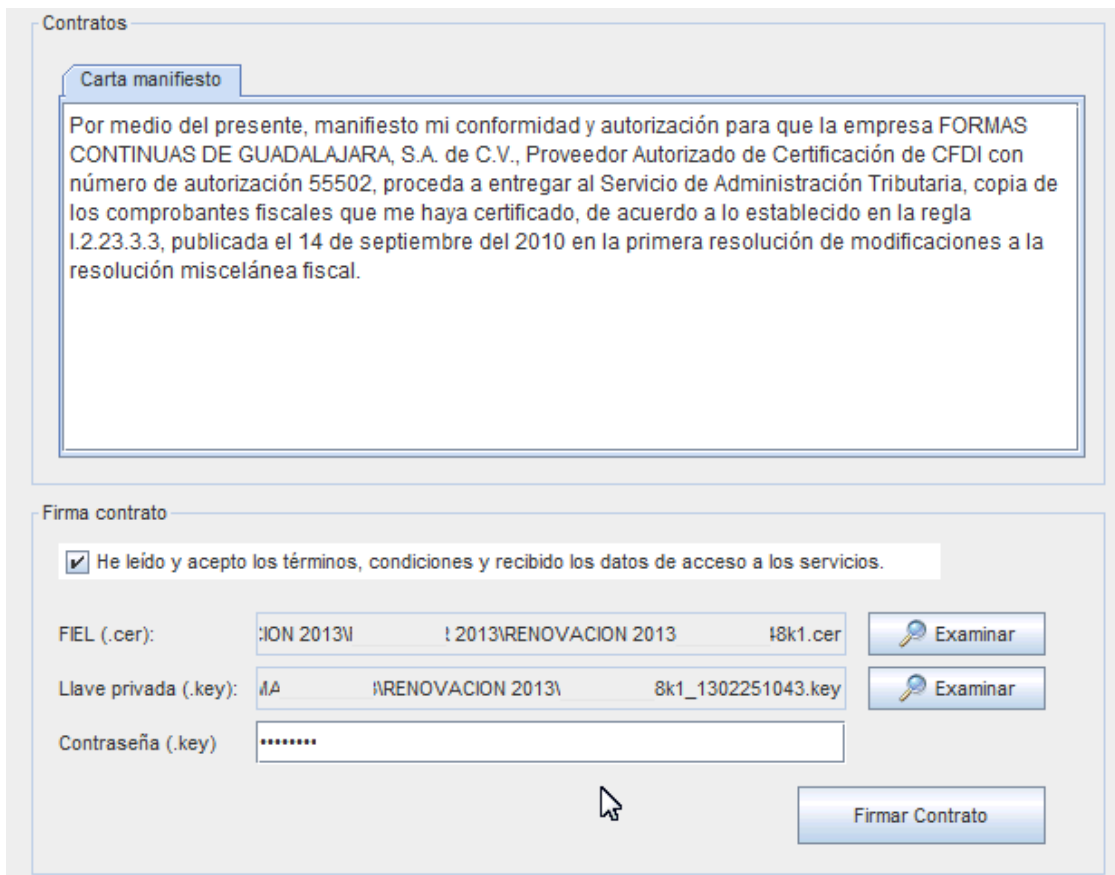 Contratos
Carta manifiesto
Por medio del presente, manifiesto mi conformidad y autorización para que la empresa FORMAS
CONTINUAS DE GUADALAJARA, S.A. de C.V., Proveedor Autorizado de Certificación de CFDI con
número de autorización 55502, proceda a entregar al Servicio de Administración Tributaria, copia de
los comprobantes fiscales que me haya certificado, de acuerdo a lo establecido en la regla
I.2.23.3.3, publicada el 14 de septiembre del 2010 en la primera resolución de modificaciones a la
resolución miscelánea fiscal.
Firma contrato
He leído y acepto los términos, condiciones y recibido los datos de acceso a los servicios.
FIEL (.cer): ION 2013\ 2013\RENOVACION 2013 8k1.cer Examinar
Llave privada (.key): MA \RENOVACION 2013\ 8k1_1302251043.key Examinar
Contraseña (.key) ••••••••
Firmar Contrato